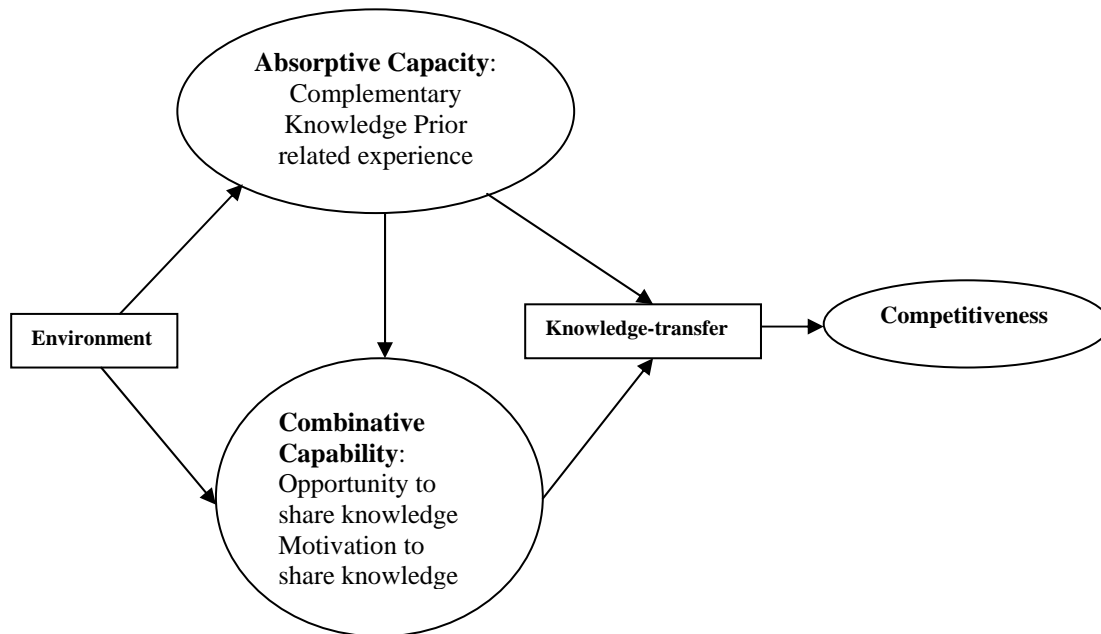 Absorptive Capacity:
Complementary
Knowledge Prior
related experience
Environment
Knowledge-transfer
Competitiveness
Combinative
Capability:
Opportunity to
share knowledge
Motivation to
share knowledge